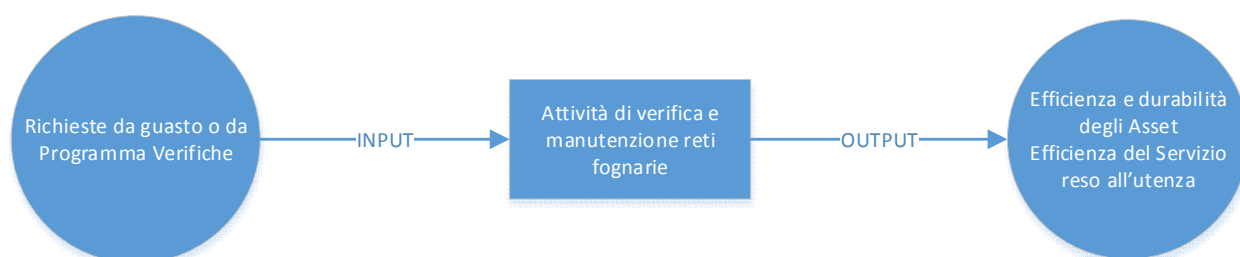 Richieste da guasto o da
Programma Verifiche
INPUT
Attività di verifica e
manutenzione reti
fognarie
OUTPUT
Efficienza e durabilità
degli Asset
Efficienza del Servizio
reso all’utenza